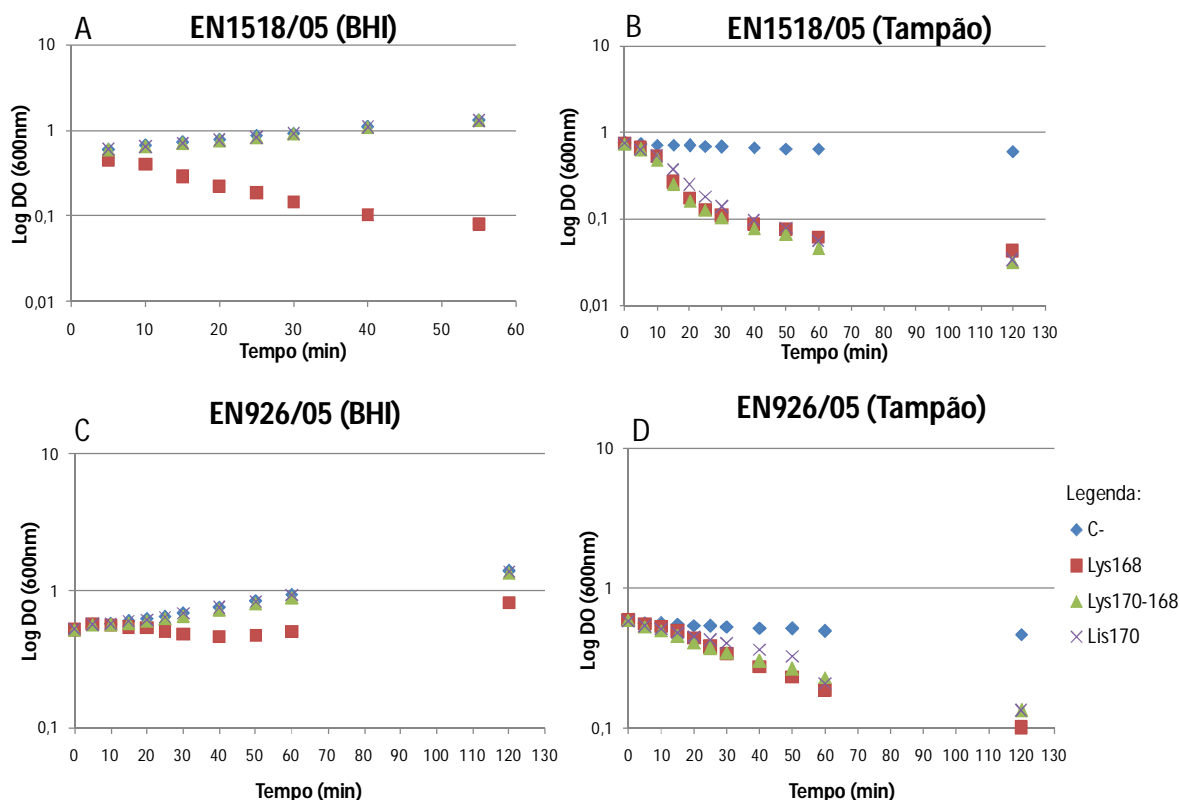 A
EN1518/05 (BHI)
10
1
0,1
0,01
Log DO (600nm)
0 10 20 30 40 50 60
Tempo (min)
B
EN1518/05 (Tampão)
10
1
0,1
0,01
Log DO (600nm)
0 10 20 30 40 50 60 70 80 90 100 110 120 130
Tempo (min)
C
EN926/05 (BHI)
10
1
0,1
Log DO (600nm)
0 10 20 30 40 50 60 70 80 90 100 110 120 130
Tempo (min)
D
EN926/05 (Tampão)
10
1
0,1
Log DO (600nm)
0 10 20 30 40 50 60 70 80 90 100 110 120 130
Tempo (min)
Legenda:
C-
Lys168
Lys170-168
Lis170